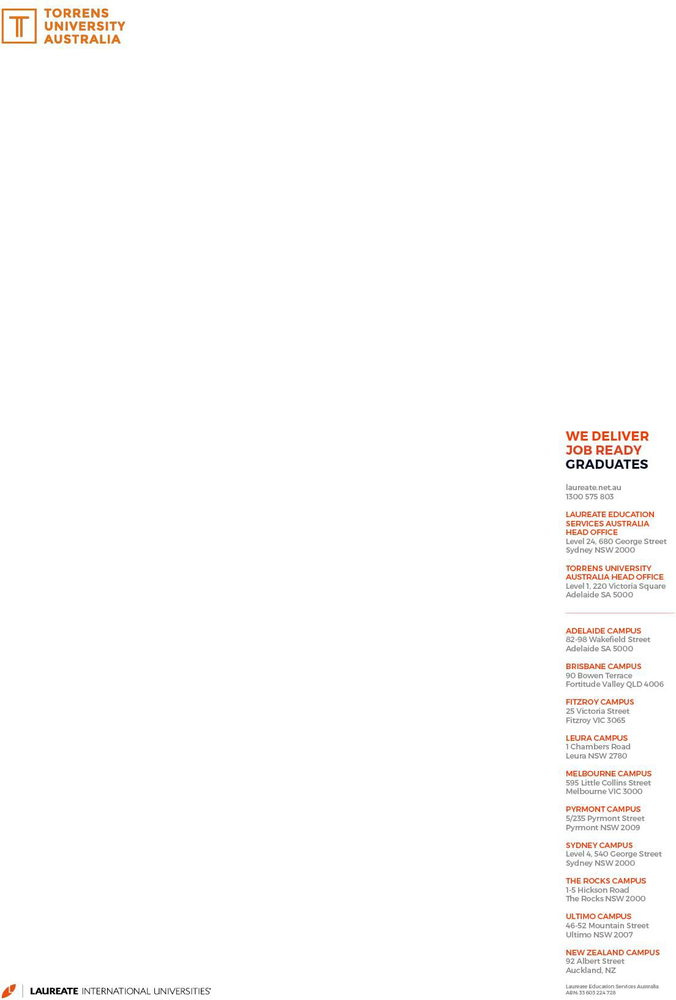 TORRENS
UNIVERSITY
AUSTRALIA
WE DELIVER
JOB READY
GRADUATES
laureate.net.au
1300 575 803
LAUREATE EDUCATION
SERVICES AUSTRALIA
HEAD OFFICE
Level 24, 680 George Street
Sydney NSW 2000
TORRENS UNIVERSITY
AUSTRALIA HEAD OFFICE
Level 1, 220 Victoria Square
Adelaide SA 5000
ADELAIDE CAMPUS
82-98 Wakefield Street
Adelaide SA 5000
BRISBANE CAMPUS
90 Bowen Terrace
Fortitude Valley QLD 4006
FITZROY CAMPUS
25 Victoria Street
Fitzroy VIC 3065
LEURA CAMPUS
1 Chambers Road
Leura NSW 2780
MELBOURNE CAMPUS
595 Little Collins Street
Melbourne VIC 3000
PYRMONT CAMPUS
5/235 Pyrmont Street
Pyrmont NSW 2009
SYDNEY CAMPUS
Level 4, 540 George Street
Sydney NSW 2000
THE ROCKS CAMPUS
1-5 Hickson Road
The Rocks NSW 2000
ULTIMO CAMPUS
46-52 Mountain Street
Ultimo NSW 2007
NEW ZEALAND CAMPUS
92 Albert Street
Auckland, NZ
Laureate Education Services Australia
ABN: 33 603 224 728
LAUREATE INTERNATIONAL UNIVERSITIES